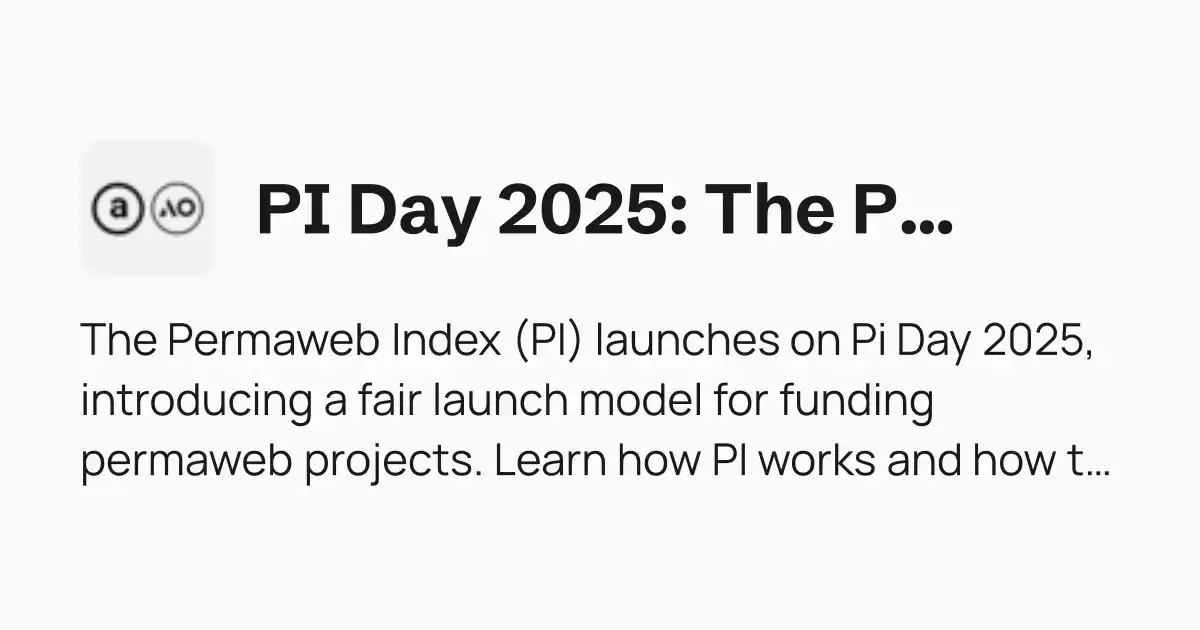 a AO PI Day 2025: The P...
The Permaweb Index (PI) launches on Pi Day 2025,
introducing a fair launch model for funding
permaweb projects. Learn how PI works and how t...